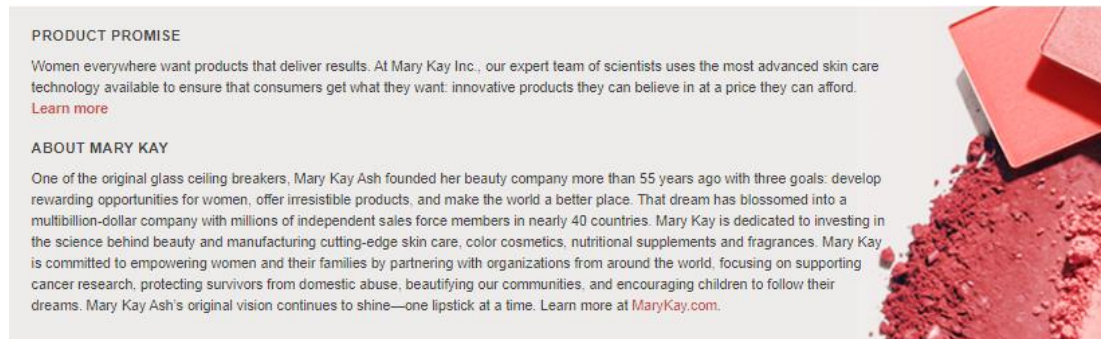 PRODUCT PROMISE
Women everywhere want products that deliver results. At Mary Kay Inc., our expert team of scientists uses the most advanced skin care
technology available to ensure that consumers get what they want: innovative products they can believe in at a price they can afford.
Learn more
ABOUT MARY KAY
One of the original glass ceiling breakers, Mary Kay Ash founded her beauty company more than 55 years ago with three goals: develop
rewarding opportunities for women, offer irresistible products, and make the world a better place. That dream has blossomed into a
multibillion-dollar company with millions of independent sales force members in nearly 40 countries. Mary Kay is dedicated to investing in
the science behind beauty and manufacturing cutting-edge skin care, color cosmetics, nutritional supplements and fragrances. Mary Kay
is committed to empowering women and their families by partnering with organizations from around the world, focusing on supporting
cancer research, protecting survivors from domestic abuse, beautifying our communities, and encouraging children to follow their
dreams. Mary Kay Ash's original vision continues to shine—one lipstick at a time. Learn more at MaryKay.com.